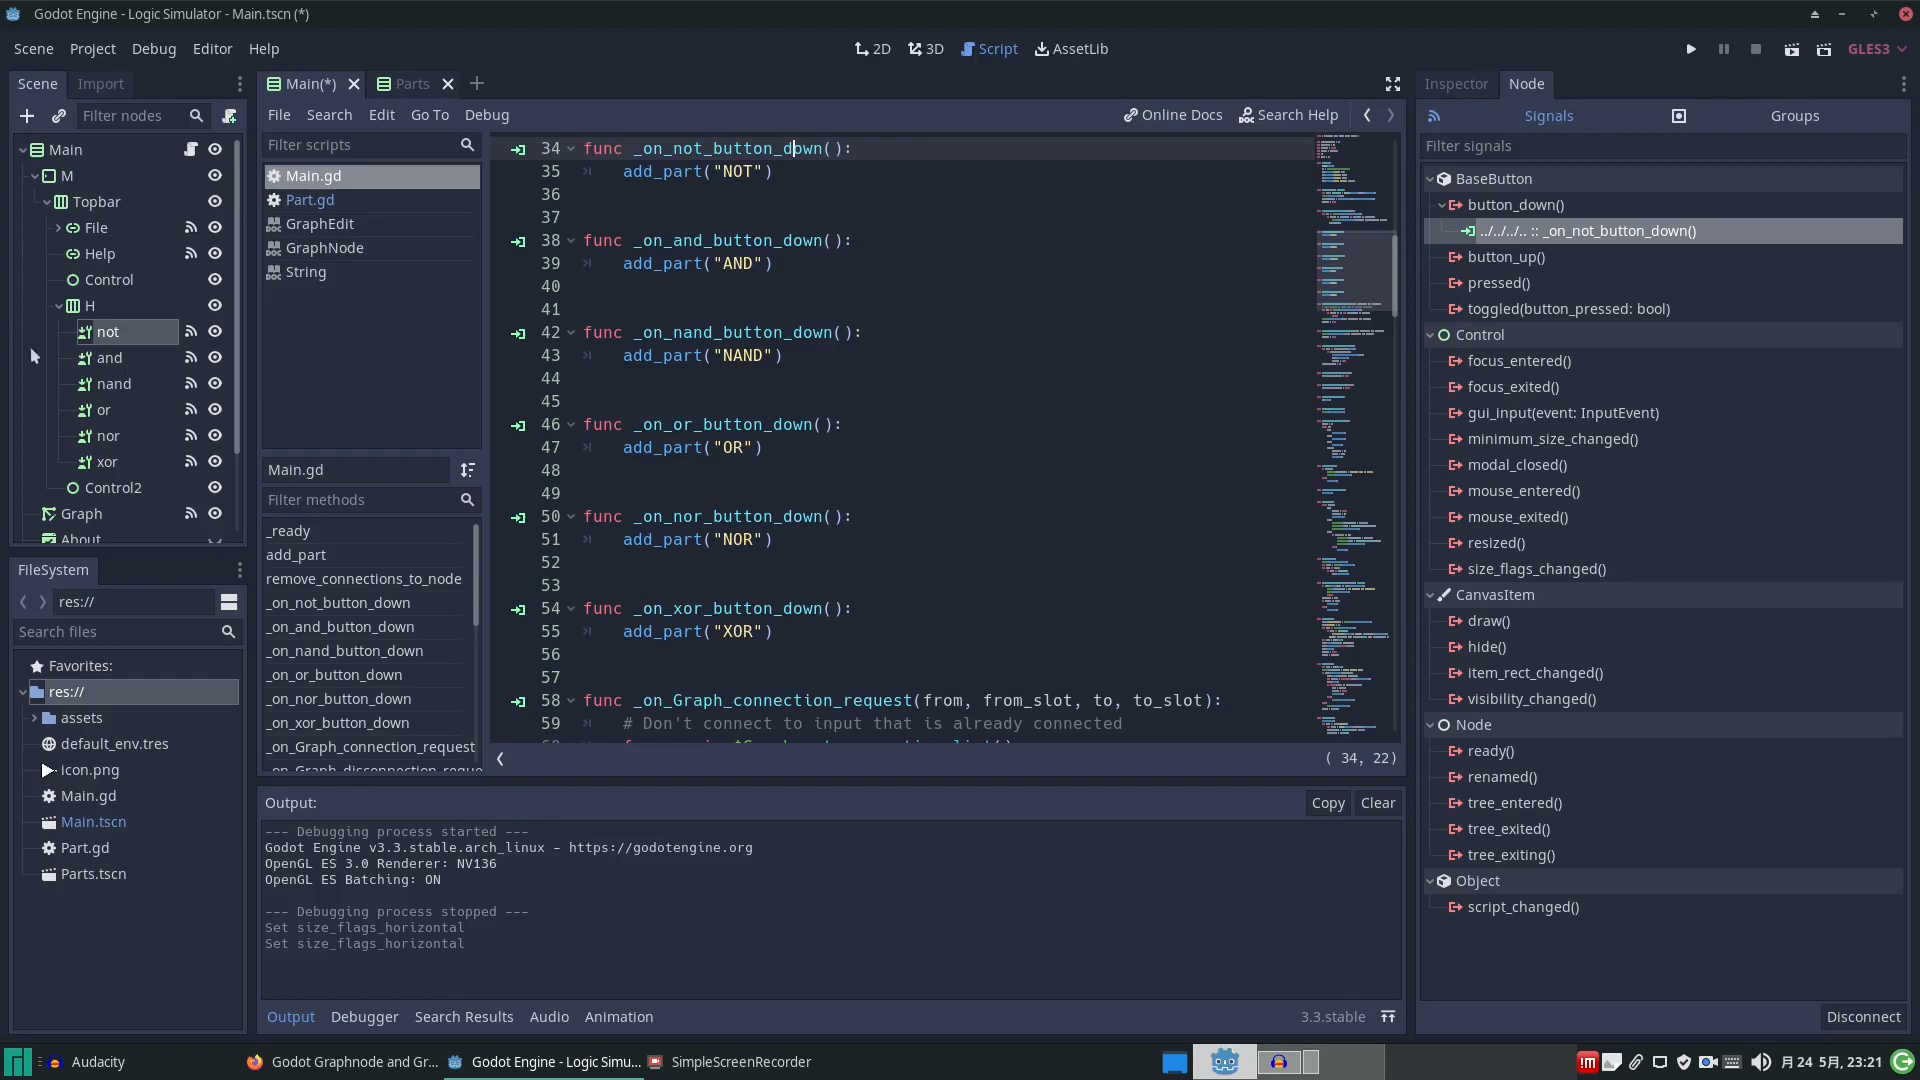 Godot Engine - Logic Simulator - Main.tscn (*)
Scene Project Debug Editor Help
2D 3D Script AssetLib
GLES3
Scene Import
Filter nodes
Main
M
Topbar
File
Help
Control
H
not
and
nand
or
nor
xor
Control2
Graph
About
FileSystem
res://
Search files
Favorites:
res://
assets
default_env.tres
icon.png
Main.gd
Main.tscn
Part.gd
Parts.tscn
Main(*) Parts
File Search Edit Go To Debug
Online Docs Search Help
Filter scripts
Main.gd
Part.gd
GraphEdit
GraphNode
String
Main.gd
Filter methods
_ready
add_part
remove_connections_to_node
_on_not_button_down
_on_and_button_down
_on_nand_button_down
_on_or_button_down
_on_nor_button_down
_on_xor_button_down
_on_Graph_connection_request
_on_Graph_disconnection_reque
34 func _on_not_button_down():
35 add_part("NOT")
36
37
38 func _on_and_button_down():
39 add_part("AND")
40
41
42 func _on_nand_button_down():
43 add_part("NAND")
44
45
46 func _on_or_button_down():
47 add_part("OR")
48
49
50 func _on_nor_button_down():
51 add_part("NOR")
52
53
54 func _on_xor_button_down():
55 add_part("XOR")
56
57
58 func _on_Graph_connection_request(from, from_slot, to, to_slot):
59 # Don't connect to input that is already connected
( 34, 22)
Output:
Copy Clear
--- Debugging process started ---
Godot Engine v3.3.stable.arch_linux - https://godotengine.org
OpenGL ES 3.0 Renderer: NV136
OpenGL ES Batching: ON
--- Debugging process stopped ---
Set size_flags_horizontal
Set size_flags_horizontal
Output Debugger Search Results Audio Animation
3.3.stable
Inspector Node
Signals Groups
Filter signals
BaseButton
button_down()
../../../.. :: _on_not_button_down()
button_up()
pressed()
toggled(button_pressed: bool)
Control
focus_entered()
focus_exited()
gui_input(event: InputEvent)
minimum_size_changed()
modal_closed()
mouse_entered()
mouse_exited()
resized()
size_flags_changed()
CanvasItem
draw()
hide()
item_rect_changed()
visibility_changed()
Node
ready()
renamed()
tree_entered()
tree_exited()
tree_exiting()
Object
script_changed()
Disconnect
Audacity
Godot Graphnode and Gr...
Godot Engine - Logic Simu...
SimpleScreenRecorder
月 24 5月, 23:21